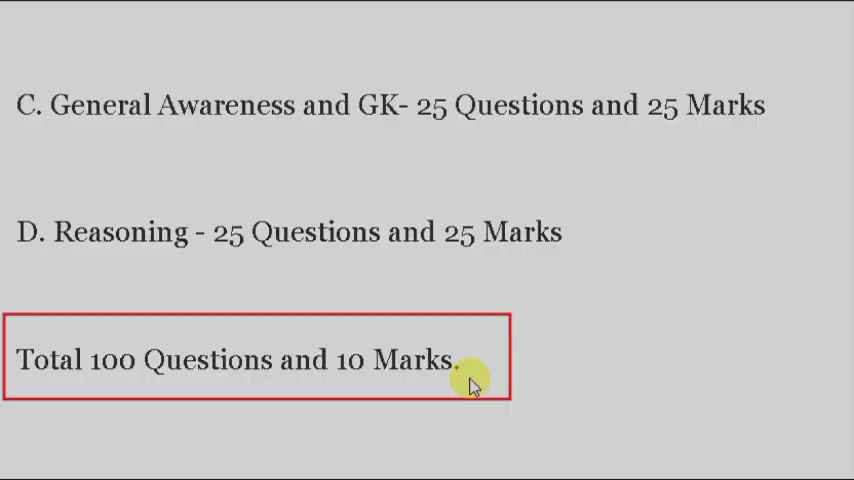 C. General Awareness and GK- 25 Questions and 25 Marks
D. Reasoning - 25 Questions and 25 Marks
Total 100 Questions and 10 Marks.